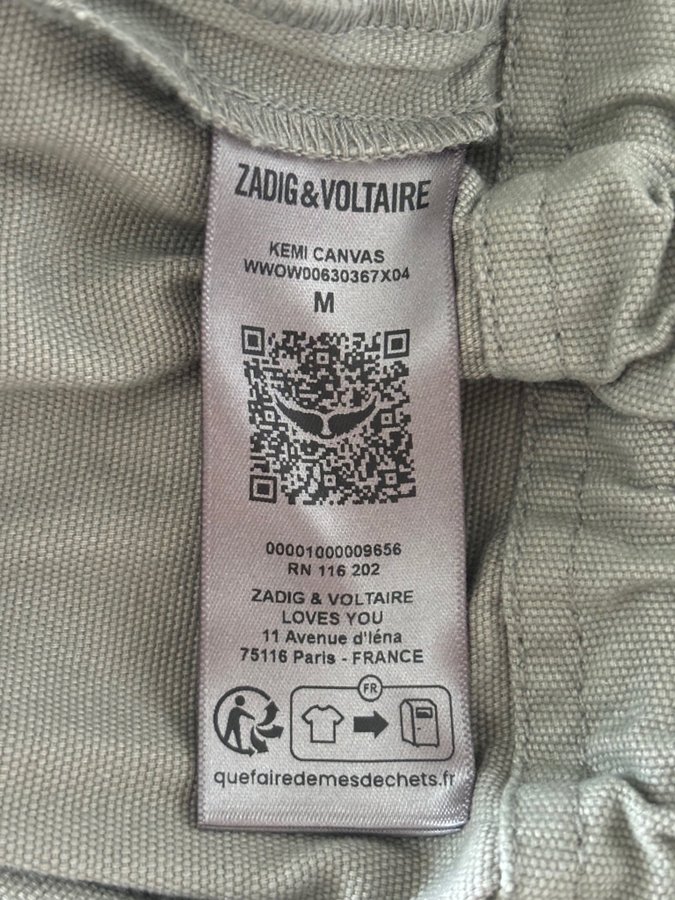 ZADIG&VOLTAIRE
KEMI CANVAS
WWOW00630367X04
M
00001000009656
RN 116 202
ZADIG & VOLTAIRE
LOVES YOU
11 Avenue d'Iéna
75116 Paris - FRANCE
FR
quefairedemesdechets.fr